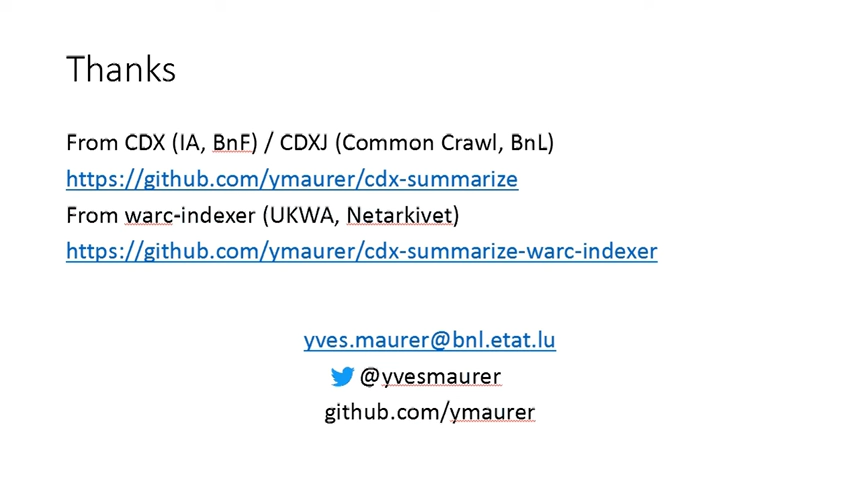 Thanks
From CDX (IA, BnF) / CDXJ (Common Crawl, BnL)
https://github.com/ymaurer/cdx-summarize
From warc-indexer (UKWA, Netarkivet)
https://github.com/ymaurer/cdx-summarize-warc-indexer
yves.maurer@bnl.etat.lu
@yvesmaurer
github.com/ymaurer